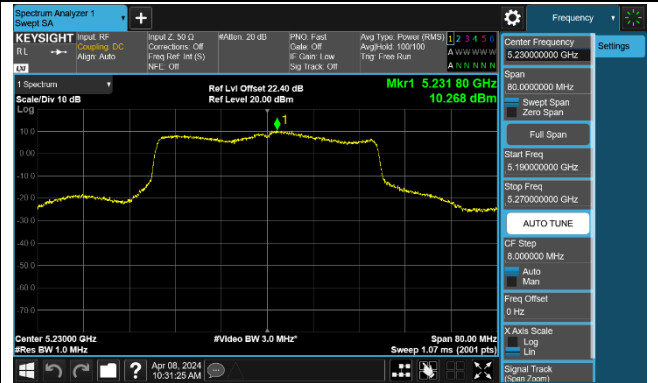 Spectrum Analyzer 1
Swept SA
Frequency
KEYSIGHT
RL
LXI
Input: RF
Coupling: DC
Align: Auto
Input Z: 50 Ω
Corrections: Off
Freq Ref: Int (S)
NFE: Off
#Atten: 20 dB
PNO: Fast
Gate: Off
IF Gain: Low
Sig Track: Off
Avg Type: Power (RMS)
Avg|Hold: 100/100
Trig: Free Run
1 2 3 4 5 6
A W W W W W
A N N N N N
1 Spectrum
Scale/Div 10 dB
Log
Ref Lvl Offset 22.40 dB
Ref Level 20.00 dBm
Mkr1 5.231 80 GHz
10.268 dBm
1
10.0
0.00
-10.0
-20.0
-30.0
-40.0
-50.0
-60.0
-70.0
Center 5.23000 GHz
#Res BW 1.0 MHz
#Video BW 3.0 MHz*
Span 80.00 MHz
Sweep 1.07 ms (2001 pts)
Center Frequency
5.230000000 GHz
Settings
Span
80.0000000 MHz
Swept Span
Zero Span
Full Span
Start Freq
5.190000000 GHz
Stop Freq
5.270000000 GHz
AUTO TUNE
CF Step
8.000000 MHz
Auto
Man
Freq Offset
0 Hz
X Axis Scale
Log
Lin
Signal Track
(Span Zoom)
?
Apr 08, 2024
10:31:25 AM